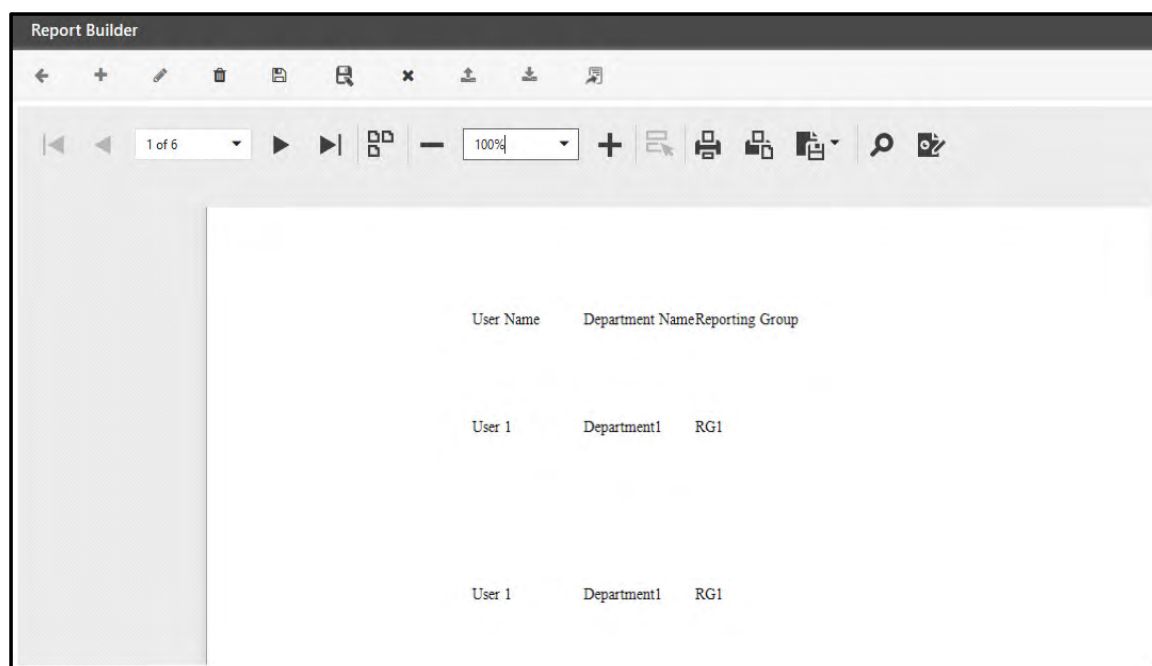 Report Builder
1 of 6 100%
User Name Department NameReporting Group
User 1 Department1 RG1
User 1 Department1 RG1